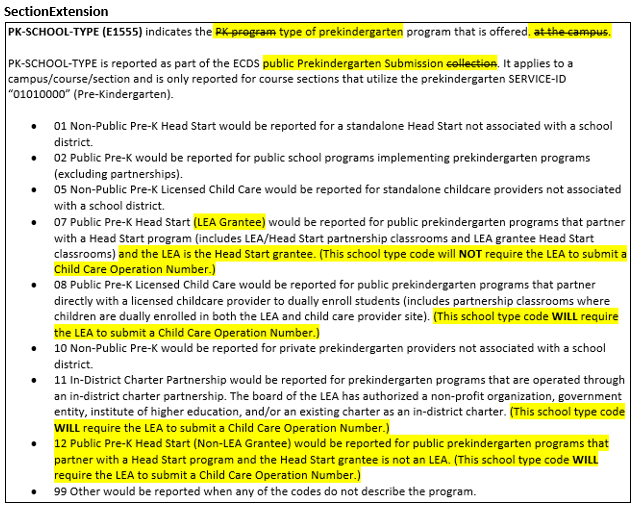 SectionExtension
PK-SCHOOL-TYPE (E1555) indicates the PK program type of prekindergarten program that is offered. at the campus.
PK-SCHOOL-TYPE is reported as part of the ECDS public Prekindergarten Submission collection. It applies to a
campus/course/section and is only reported for course sections that utilize the prekindergarten SERVICE-ID
“01010000” (Pre-Kindergarten).
• 01 Non-Public Pre-K Head Start would be reported for a standalone Head Start not associated with a school
district.
• 02 Public Pre-K would be reported for public school programs implementing prekindergarten programs
(excluding partnerships).
• 05 Non-Public Pre-K Licensed Child Care would be reported for standalone childcare providers not associated
with a school district.
• 07 Public Pre-K Head Start (LEA Grantee) would be reported for public prekindergarten programs that partner
with a Head Start program (includes LEA/Head Start partnership classrooms and LEA grantee Head Start
classrooms) and the LEA is the Head Start grantee. (This school type code will NOT require the LEA to submit a
Child Care Operation Number.)
• 08 Public Pre-K Licensed Child Care would be reported for public prekindergarten programs that partner
directly with a licensed childcare provider to dually enroll students (includes partnership classrooms where
children are dually enrolled in both the LEA and child care provider site). (This school type code WILL require
the LEA to submit a Child Care Operation Number.)
• 10 Non-Public Pre-K would be reported for private prekindergarten providers not associated with a school
district.
• 11 In-District Charter Partnership would be reported for prekindergarten programs that are operated through
an in-district charter partnership. The board of the LEA has authorized a non-profit organization, government
entity, institute of higher education, and/or an existing charter as an in-district charter. (This school type code
WILL require the LEA to submit a Child Care Operation Number.)
• 12 Public Pre-K Head Start (Non-LEA Grantee) would be reported for public prekindergarten programs that
partner with a Head Start program and the Head Start grantee is not an LEA. (This school type code WILL
require the LEA to submit a Child Care Operation Number.)
• 99 Other would be reported when any of the codes do not describe the program.